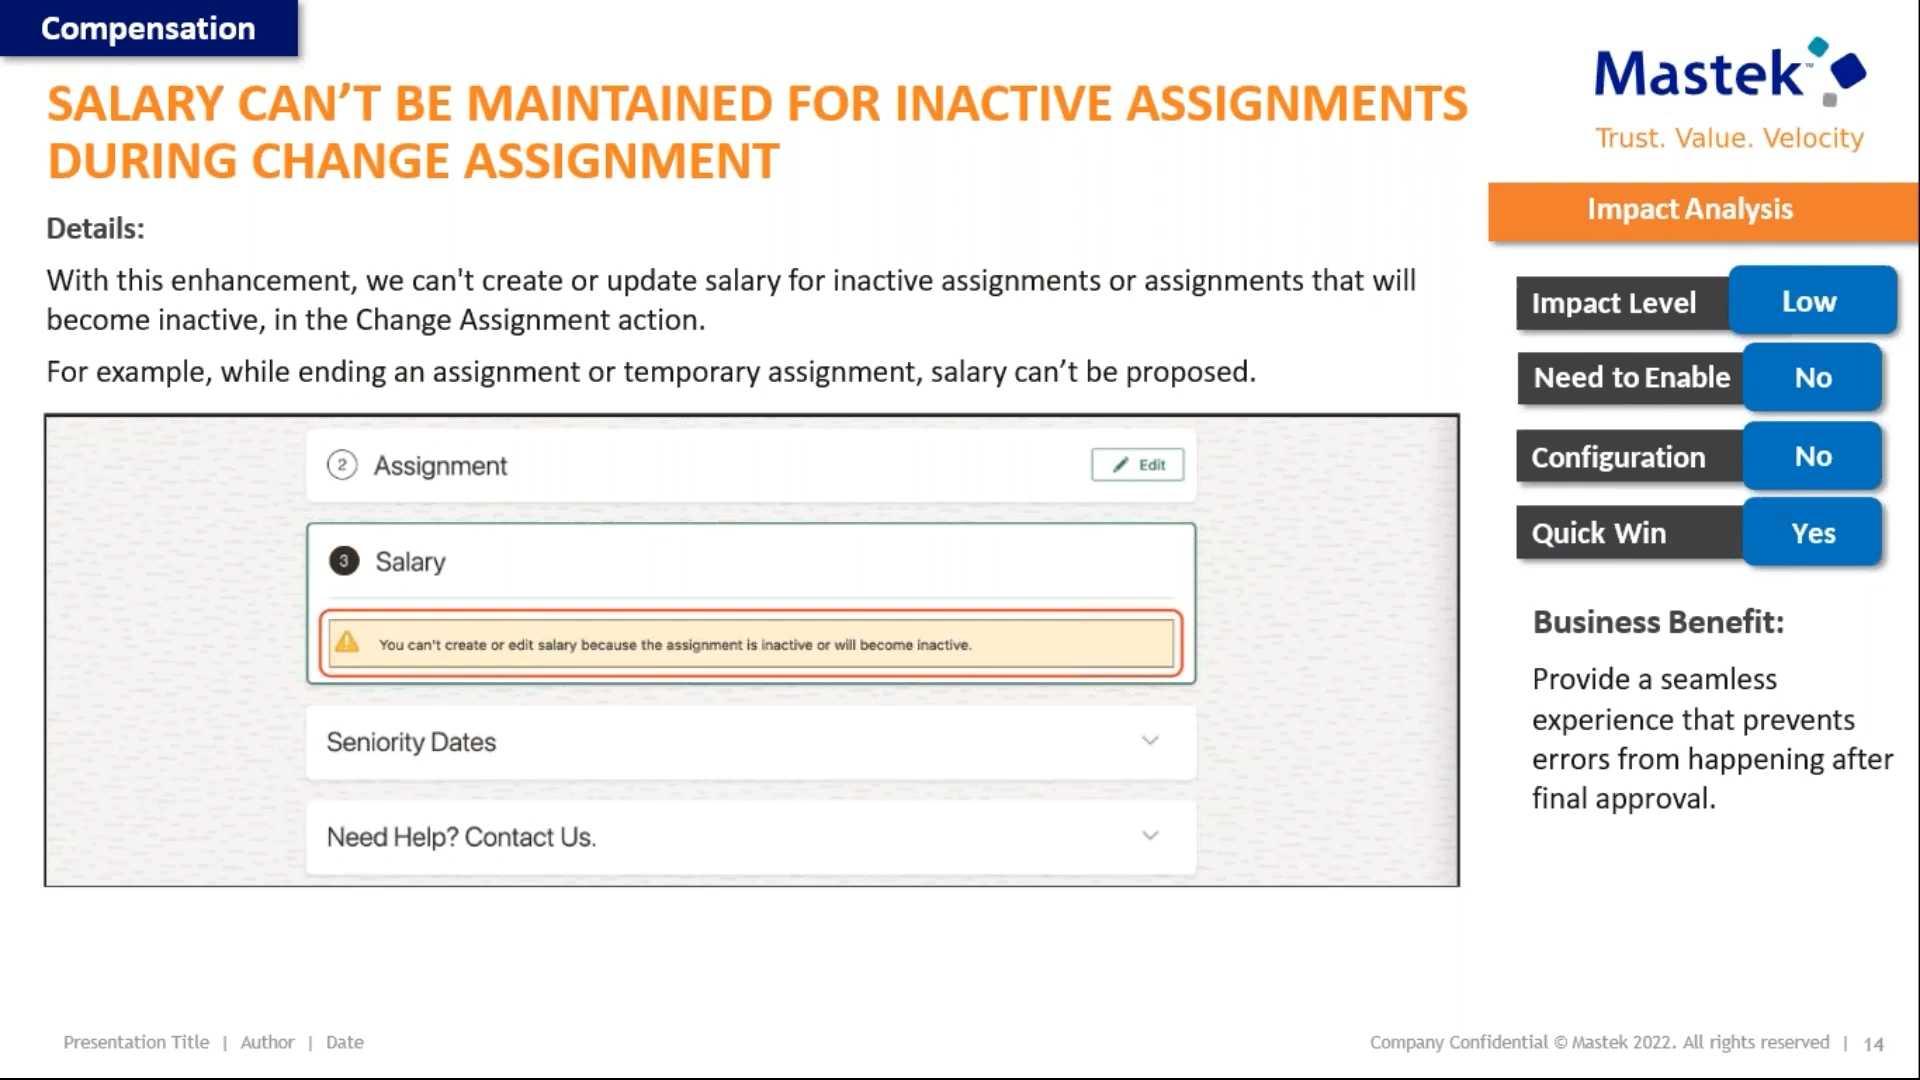 Compensation
SALARY CAN’T BE MAINTAINED FOR INACTIVE ASSIGNMENTS
DURING CHANGE ASSIGNMENT
Mastek™
Trust. Value. Velocity
Details:
With this enhancement, we can't create or update salary for inactive assignments or assignments that will
become inactive, in the Change Assignment action.
For example, while ending an assignment or temporary assignment, salary can’t be proposed.
2 Assignment
Edit
3 Salary
You can't create or edit salary because the assignment is inactive or will become inactive.
Seniority Dates
Need Help? Contact Us.
Impact Analysis
Impact Level Low
Need to Enable No
Configuration No
Quick Win Yes
Business Benefit:
Provide a seamless
experience that prevents
errors from happening after
final approval.
Presentation Title | Author | Date
Company Confidential © Mastek 2022. All rights reserved | 14